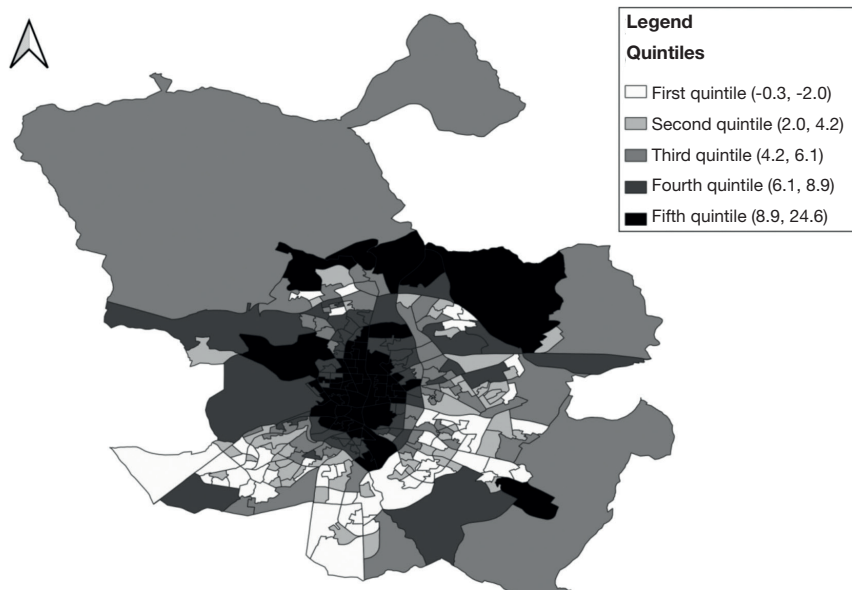 Legend
Quintiles
First quintile (-0.3, -2.0)
Second quintile (2.0, 4.2)
Third quintile (4.2, 6.1)
Fourth quintile (6.1, 8.9)
Fifth quintile (8.9, 24.6)